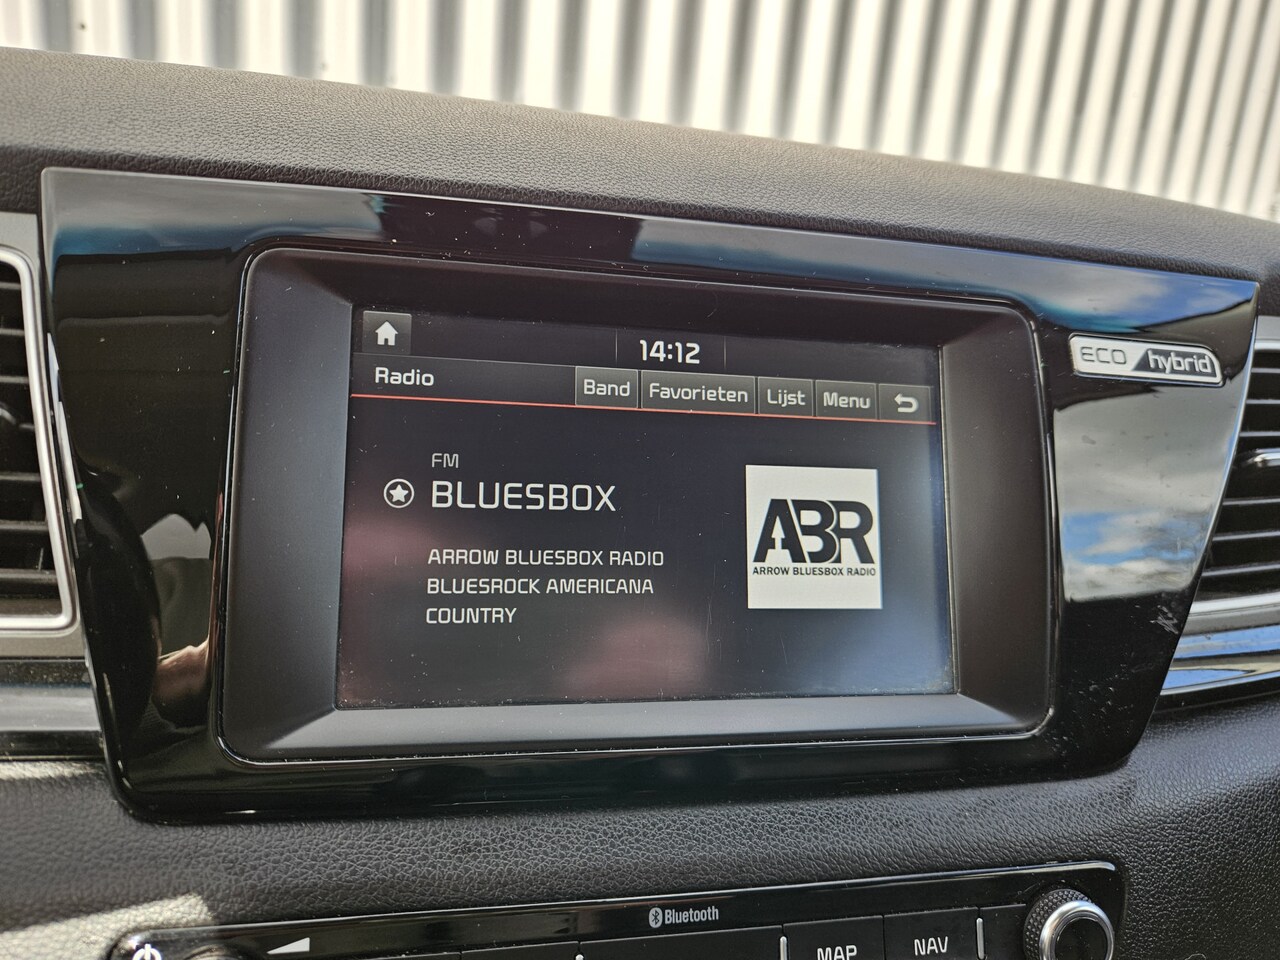 14:12
Radio
Band Favorieten Lijst Menu
FM
BLUESBOX
ARROW BLUESBOX RADIO
BLUESROCK AMERICANA
COUNTRY
ABR
ARROW BLUESBOX RADIO
ECO hybrid
Bluetooth
MAP NAV